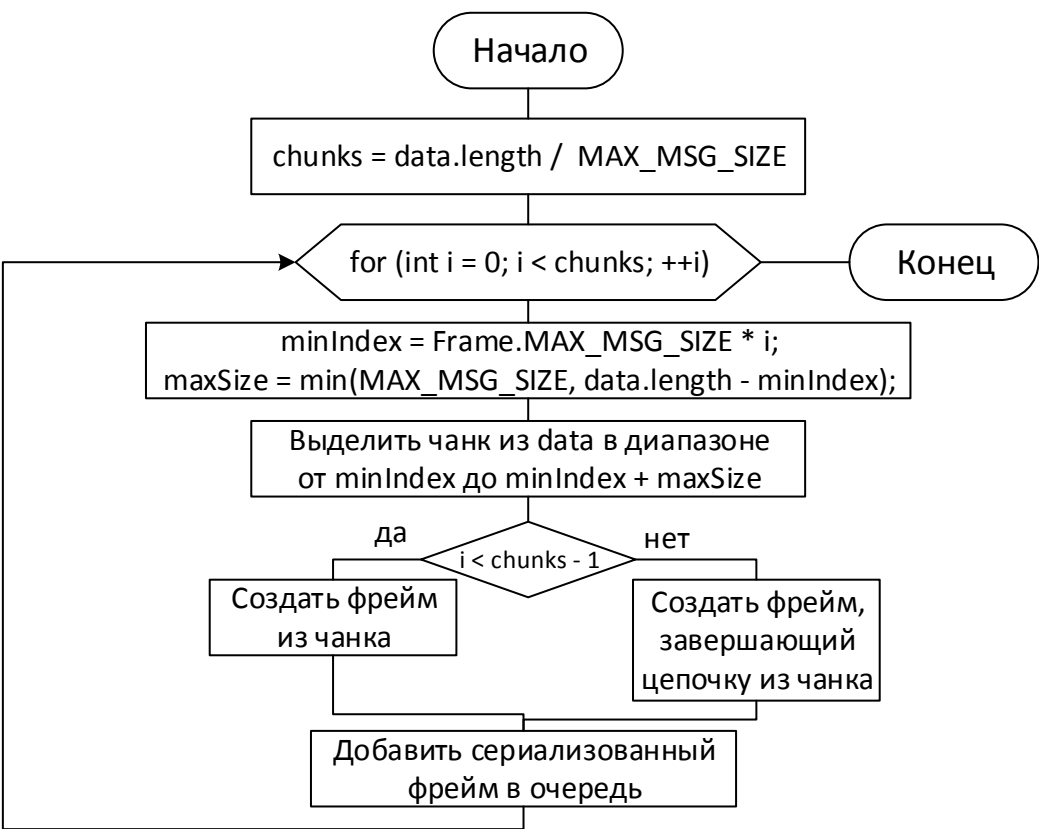 Начало
chunks = data.length / MAX_MSG_SIZE
for (int i = 0; i < chunks; ++i)
Конец
minIndex = Frame.MAX_MSG_SIZE * i;
maxSize = min(MAX_MSG_SIZE, data.length - minIndex);
Выделить чанк из data в диапазоне
от minIndex до minIndex + maxSize
да
нет
i < chunks - 1
Создать фрейм
из чанка
Создать фрейм,
завершающий
цепочку из чанка
Добавить сериализованный
фрейм в очередь